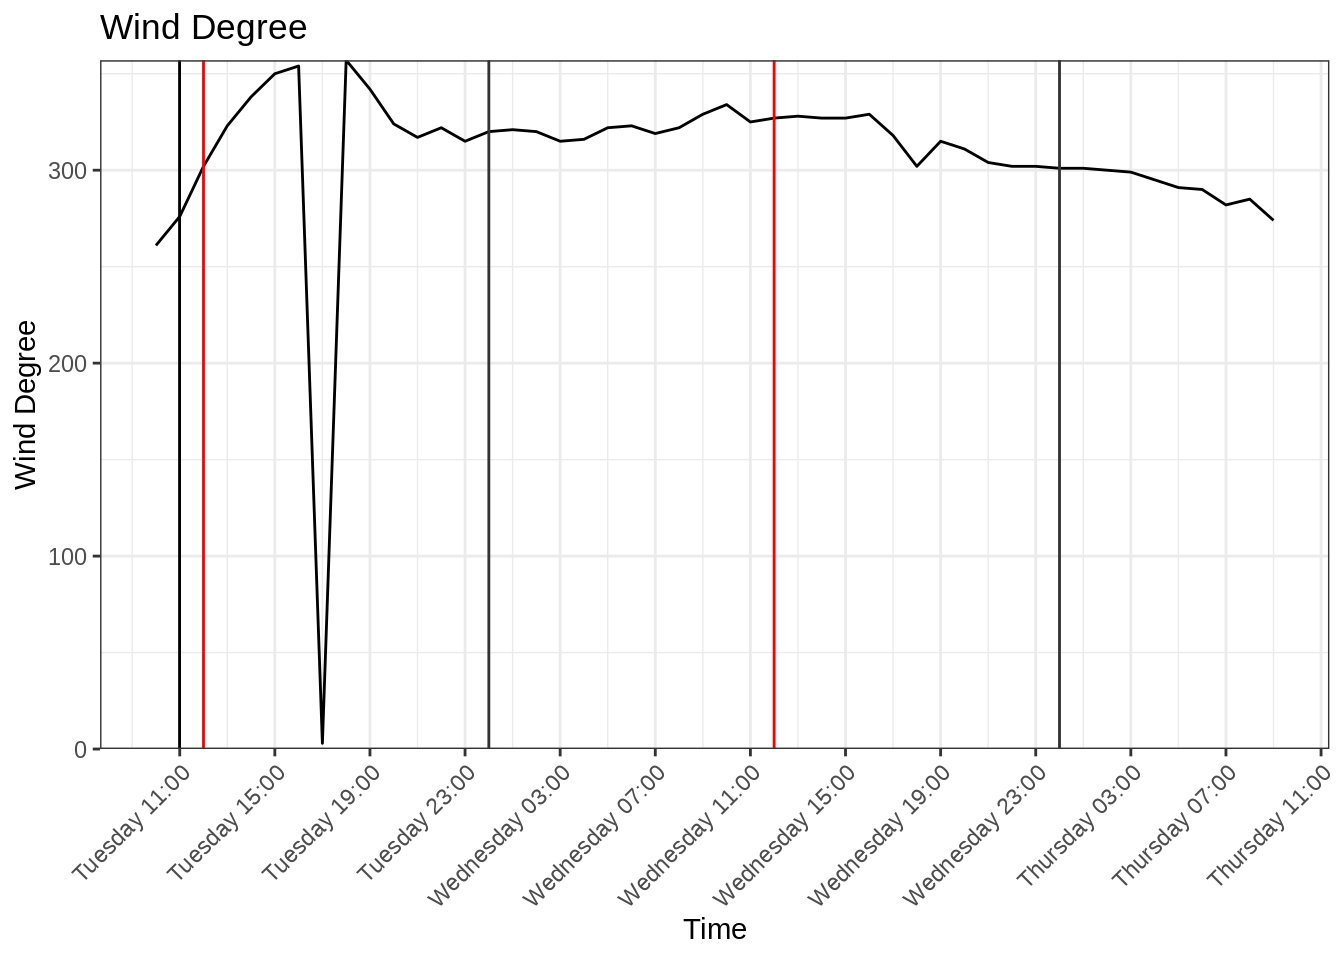 Wind Degree
Wind Degree
300
200
100
0
Tuesday 11:00
Tuesday 15:00
Tuesday 19:00
Tuesday 23:00
Wednesday 03:00
Wednesday 07:00
Wednesday 11:00
Wednesday 15:00
Wednesday 19:00
Wednesday 23:00
Thursday 03:00
Thursday 07:00
Thursday 11:00
Time